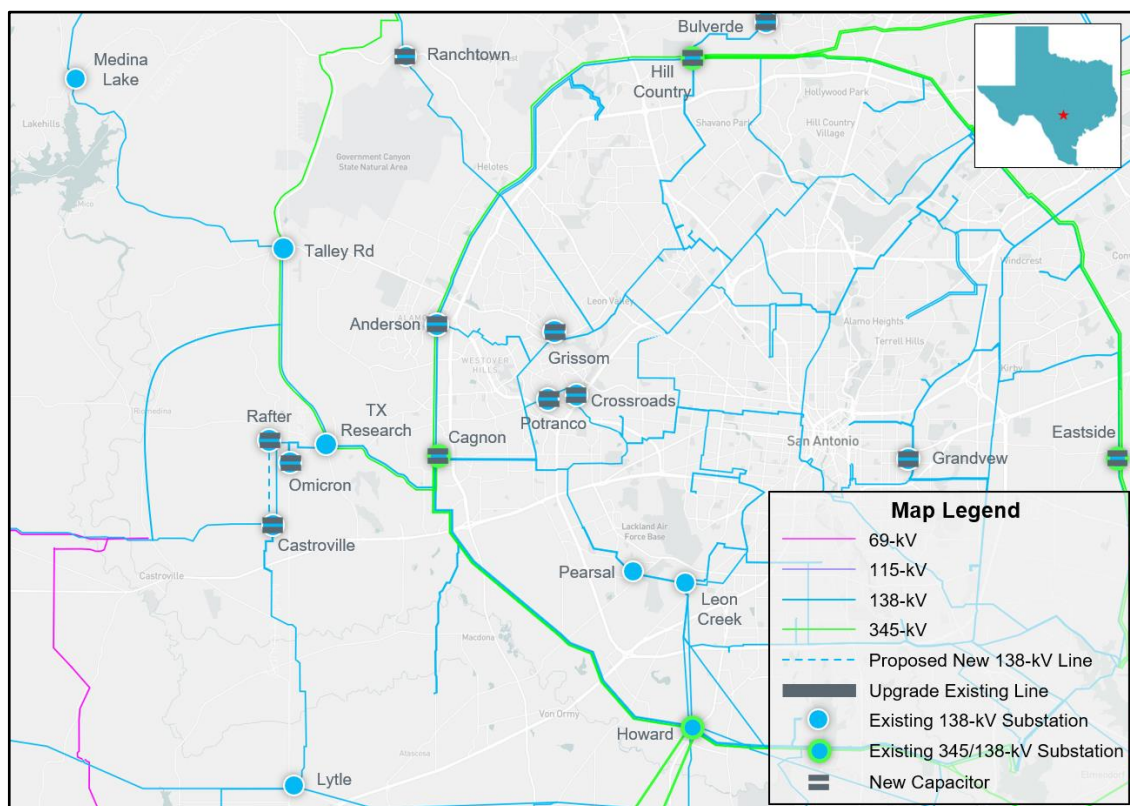 Bulverde
Ranchtown
Medina
Lake
Hill
Country
Hollywood Park
Shavano Park
Hill Country
Village
Lakehills
Government Canyon
State Natural Area
Helotes
Mico
Talley Rd
Windcrest
Leon Valley
Anderson
Grissom
Alamo Heights
Terrell Hills
WESTOVER
HILLS
Kirby
Crossroads
Potranco
Rafter
TX
Research
Cagnon
San Antonio
Eastside
Grandvew
Omicron
Castroville
Lackland Air
Force Base
Castroville
Pearsal
Leon
Creek
Macdona
Von Ormy
Howard
Atascosa
Lytle
Map Legend
69-kV
115-kV
138-kV
345-kV
Proposed New 138-kV Line
Upgrade Existing Line
Existing 138-kV Substation
Existing 345/138-kV Substation
New Capacitor